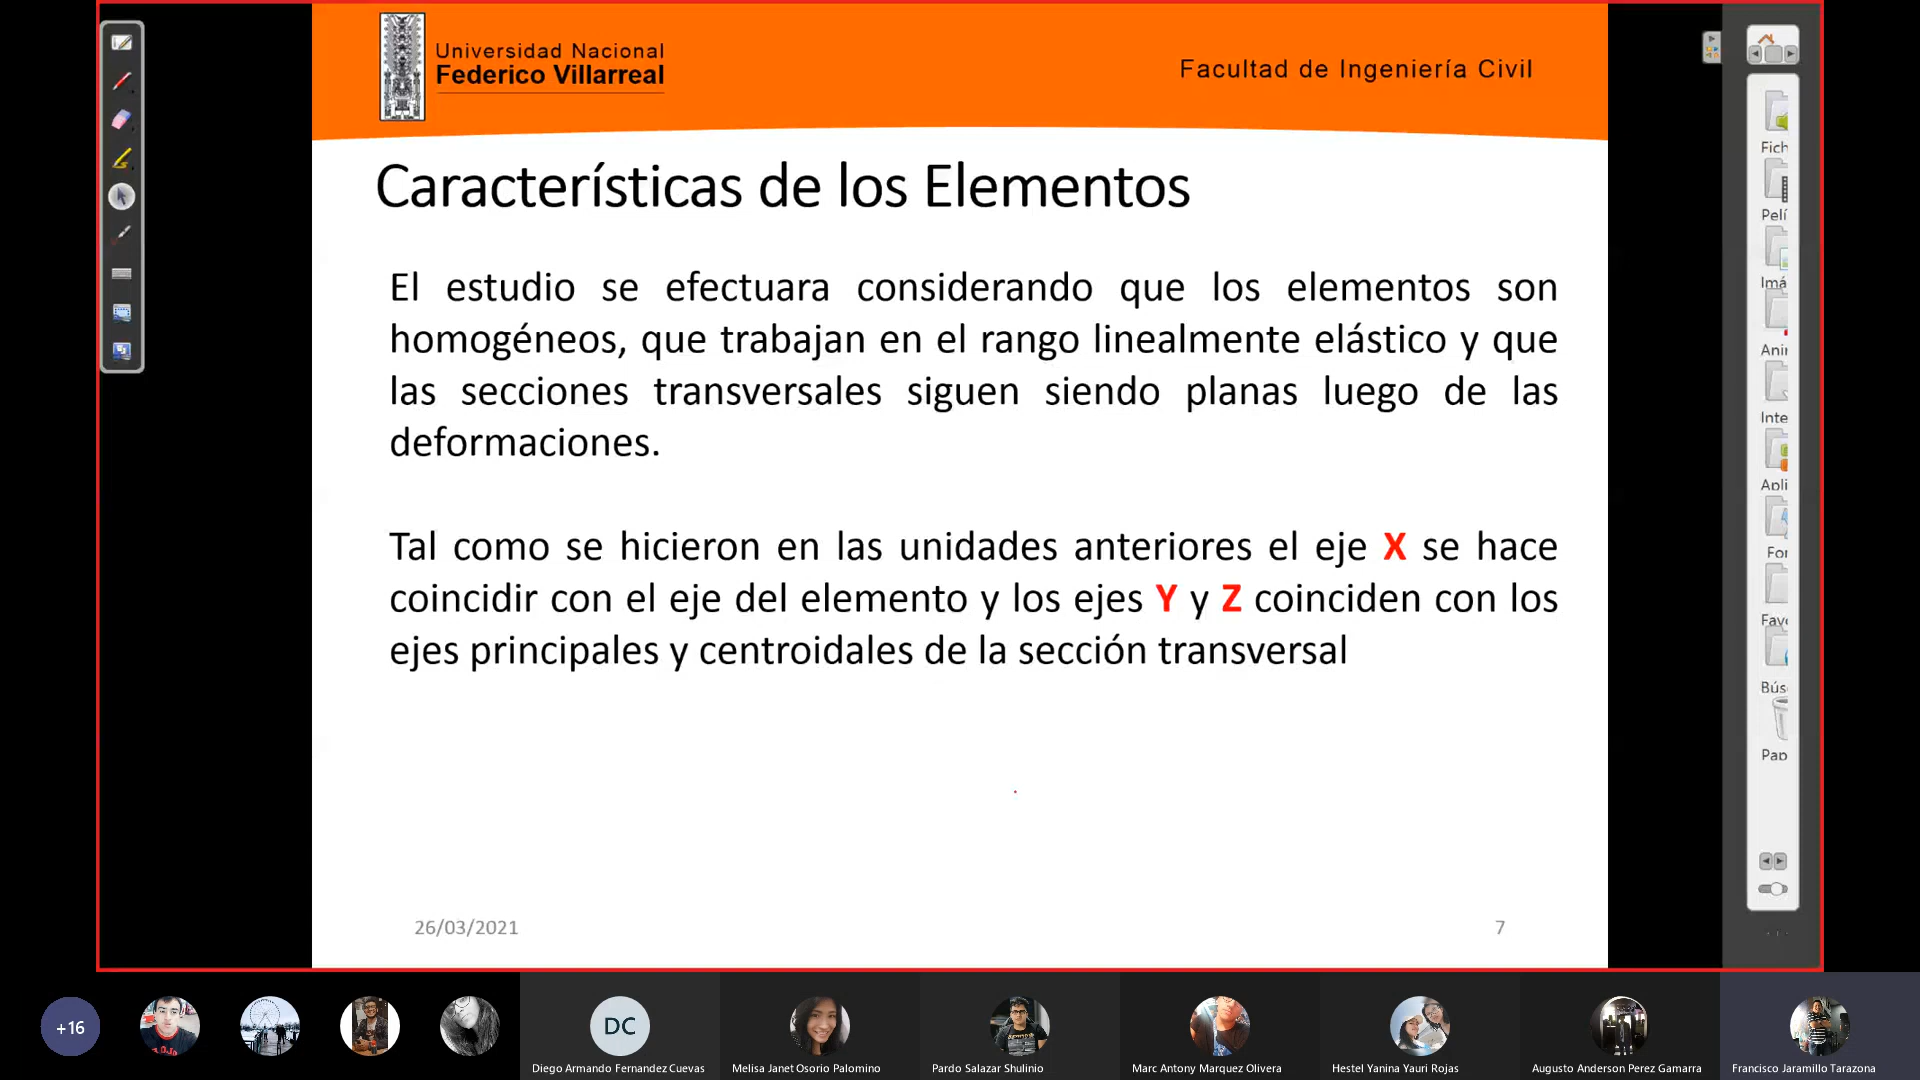 Universidad Nacional
Federico Villarreal
Facultad de Ingeniería Civil
Características de los Elementos
El estudio se efectuara considerando que los elementos son
homogéneos, que trabajan en el rango linealmente elástico y que
las secciones transversales siguen siendo planas luego de las
deformaciones.
Tal como se hicieron en las unidades anteriores el eje X se hace
coincidir con el eje del elemento y los ejes Y y Z coinciden con los
ejes principales y centroidales de la sección transversal
26/03/2021
7
Fich
Pelí
Imá
Anir
Inte
Apli
For
Favo
Bús
Pap
+16
DC
Diego Armando Fernandez Cuevas
Melisa Janet Osorio Palomino
Pardo Salazar Shulinio
Marc Antony Marquez Olivera
Hestel Yanina Yauri Rojas
Augusto Anderson Perez Gamarra
Francisco Jaramillo Tarazona